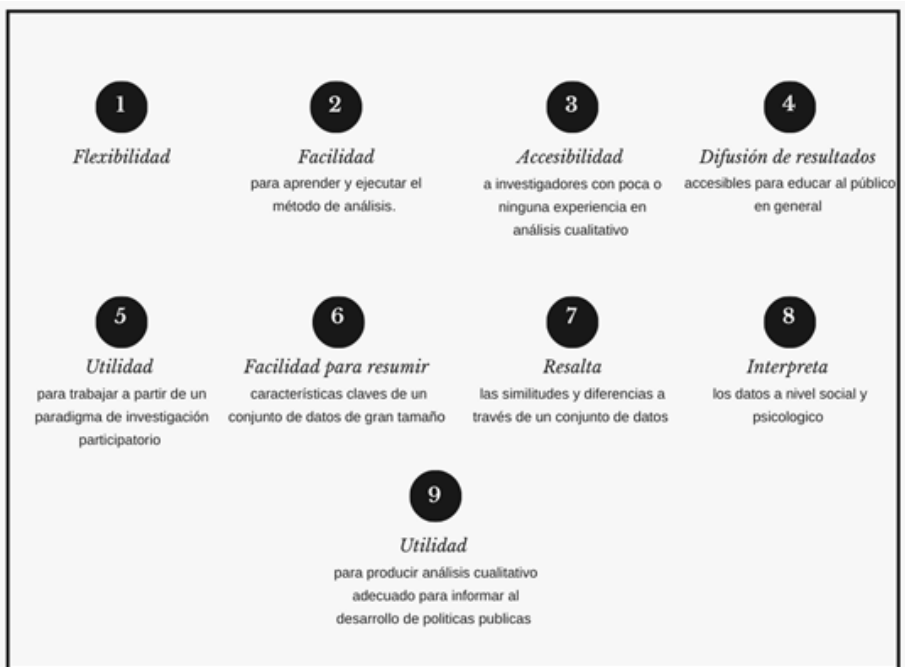 1
Flexibilidad
2
Facilidad
para aprender y ejecutar el
método de análisis.
3
Accesibilidad
a investigadores con poca o
ninguna experiencia en
análisis cualitativo
4
Difusión de resultados
accesibles para educar al público
en general
5
Utilidad
para trabajar a partir de un
paradigma de investigación
participatorio
6
Facilidad para resumir
características claves de un
conjunto de datos de gran tamaño
7
Resalta
las similitudes y diferencias a
través de un conjunto de datos
8
Interpreta
los datos a nivel social y
psicologico
9
Utilidad
para producir análisis cualitativo
adecuado para informar al
desarrollo de politicas publicas